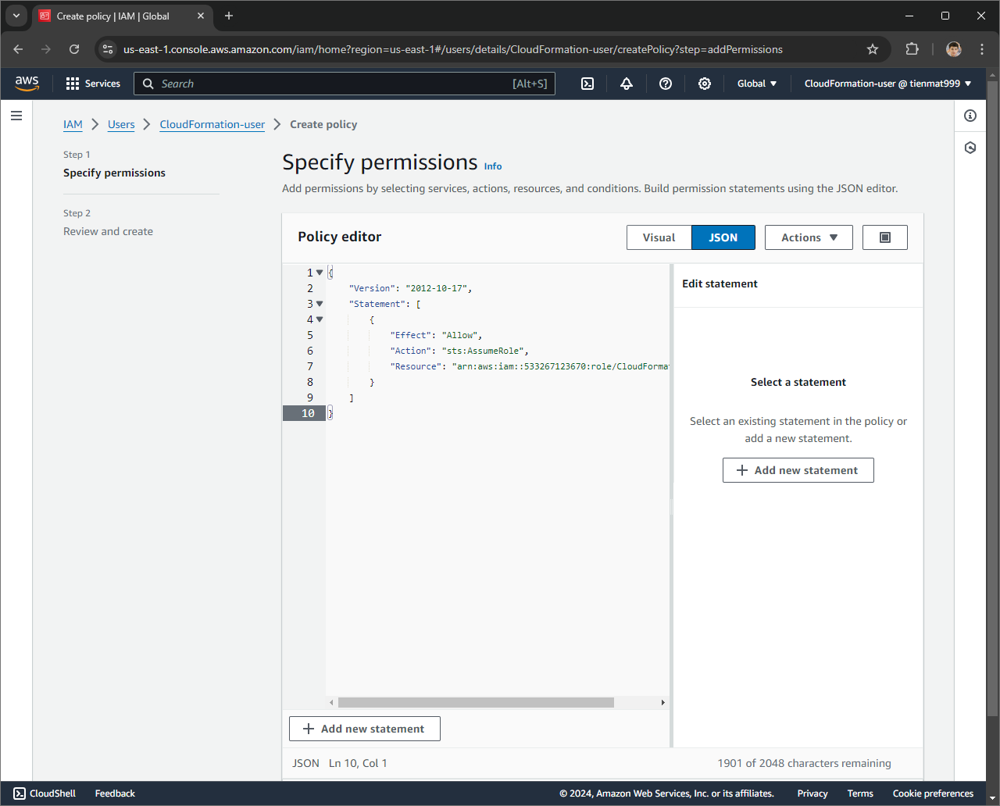 Create policy | IAM | Global
us-east-1.console.aws.amazon.com/iam/home?region=us-east-1#/users/details/CloudFormation-user/createPolicy?step=addPermissions
aws Services Search [Alt+S] Global CloudFormation-user @ tienmat999
IAM Users CloudFormation-user Create policy
Step 1
Specify permissions
Step 2
Review and create
Specify permissions Info
Add permissions by selecting services, actions, resources, and conditions. Build permission statements using the JSON editor.
Policy editor Visual JSON Actions
1 {
2 "Version": "2012-10-17",
3 "Statement": [
4 {
5 "Effect": "Allow",
6 "Action": "sts:AssumeRole",
7 "Resource": "arn:aws:iam::533267123670:role/CloudForma
8 }
9 ]
10 }
Edit statement
Select a statement
Select an existing statement in the policy or
add a new statement.
Add new statement
Add new statement
JSON Ln 10, Col 1 1901 of 2048 characters remaining
CloudShell Feedback © 2024, Amazon Web Services, Inc. or its affiliates. Privacy Terms Cookie preferences